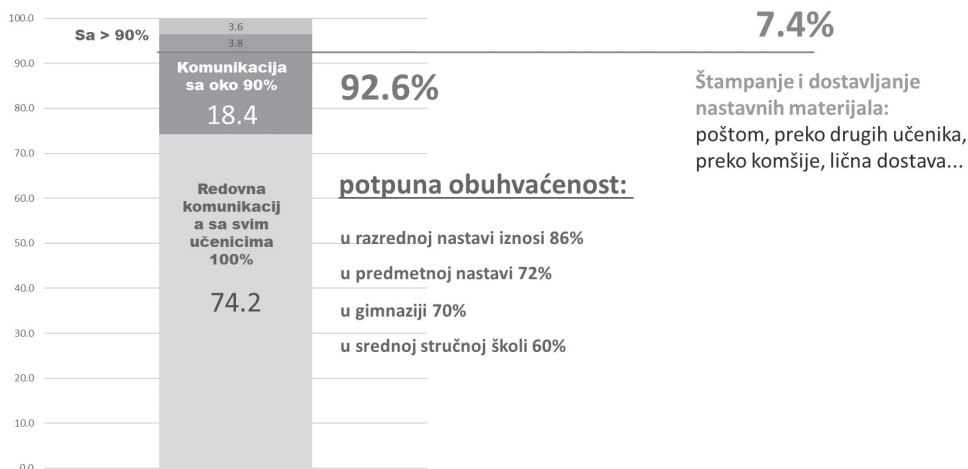 100.0
90.0
80.0
70.0
60.0
50.0
40.0
30.0
20.0
10.0
0.0
Sa > 90%
3.6
3.8
Komunikacija
sa oko 90%
18.4
Redovna
komunikacij
a sa svim
učenicima
100%
74.2
92.6%
potpuna obuhvaćenost:
u razrednoj nastavi iznosi 86%
u predmetnoj nastavi 72%
u gimnaziji 70%
u srednoj stručnoj školi 60%
7.4%
Štampanje i dostavljanje
nastavnih materijala:
poštom, preko drugih učenika,
preko komšije, lična dostava...